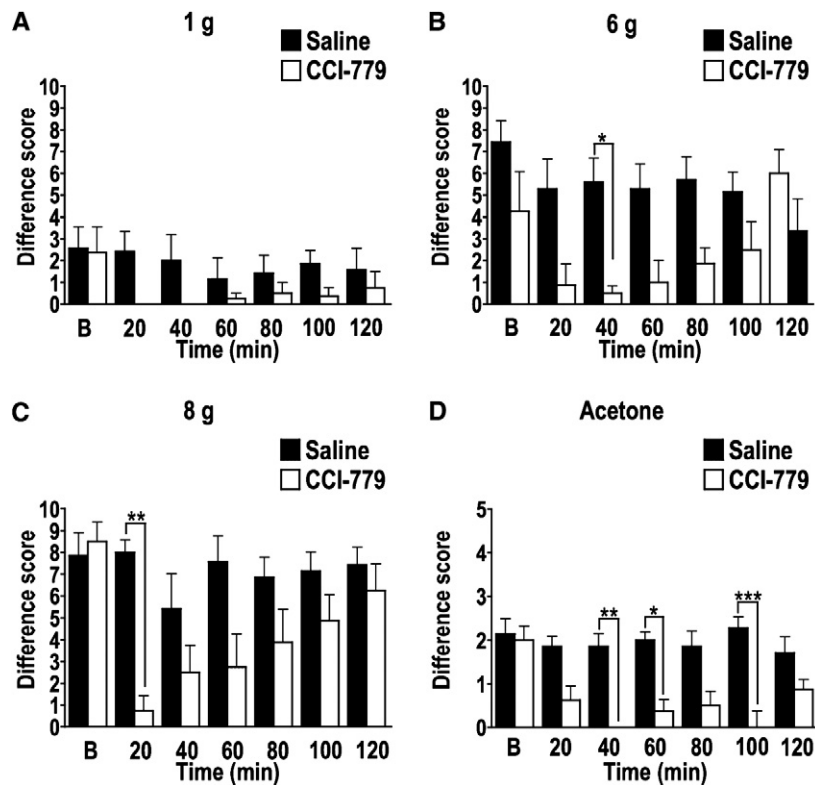 A
1 g
Saline
CCI-779
Difference score
10
9
8
7
6
5
4
3
2
1
0
B 20 40 60 80 100 120
Time (min)
B
6 g
Saline
CCI-779
Difference score
10
9
8
7
6
5
4
3
2
1
0
*
B 20 40 60 80 100 120
Time (min)
C
8 g
Saline
CCI-779
Difference score
10
9
8
7
6
5
4
3
2
1
0
**
B 20 40 60 80 100 120
Time (min)
D
Acetone
Saline
CCI-779
Difference score
5
4
3
2
1
0
** * ***
B 20 40 60 80 100 120
Time (min)